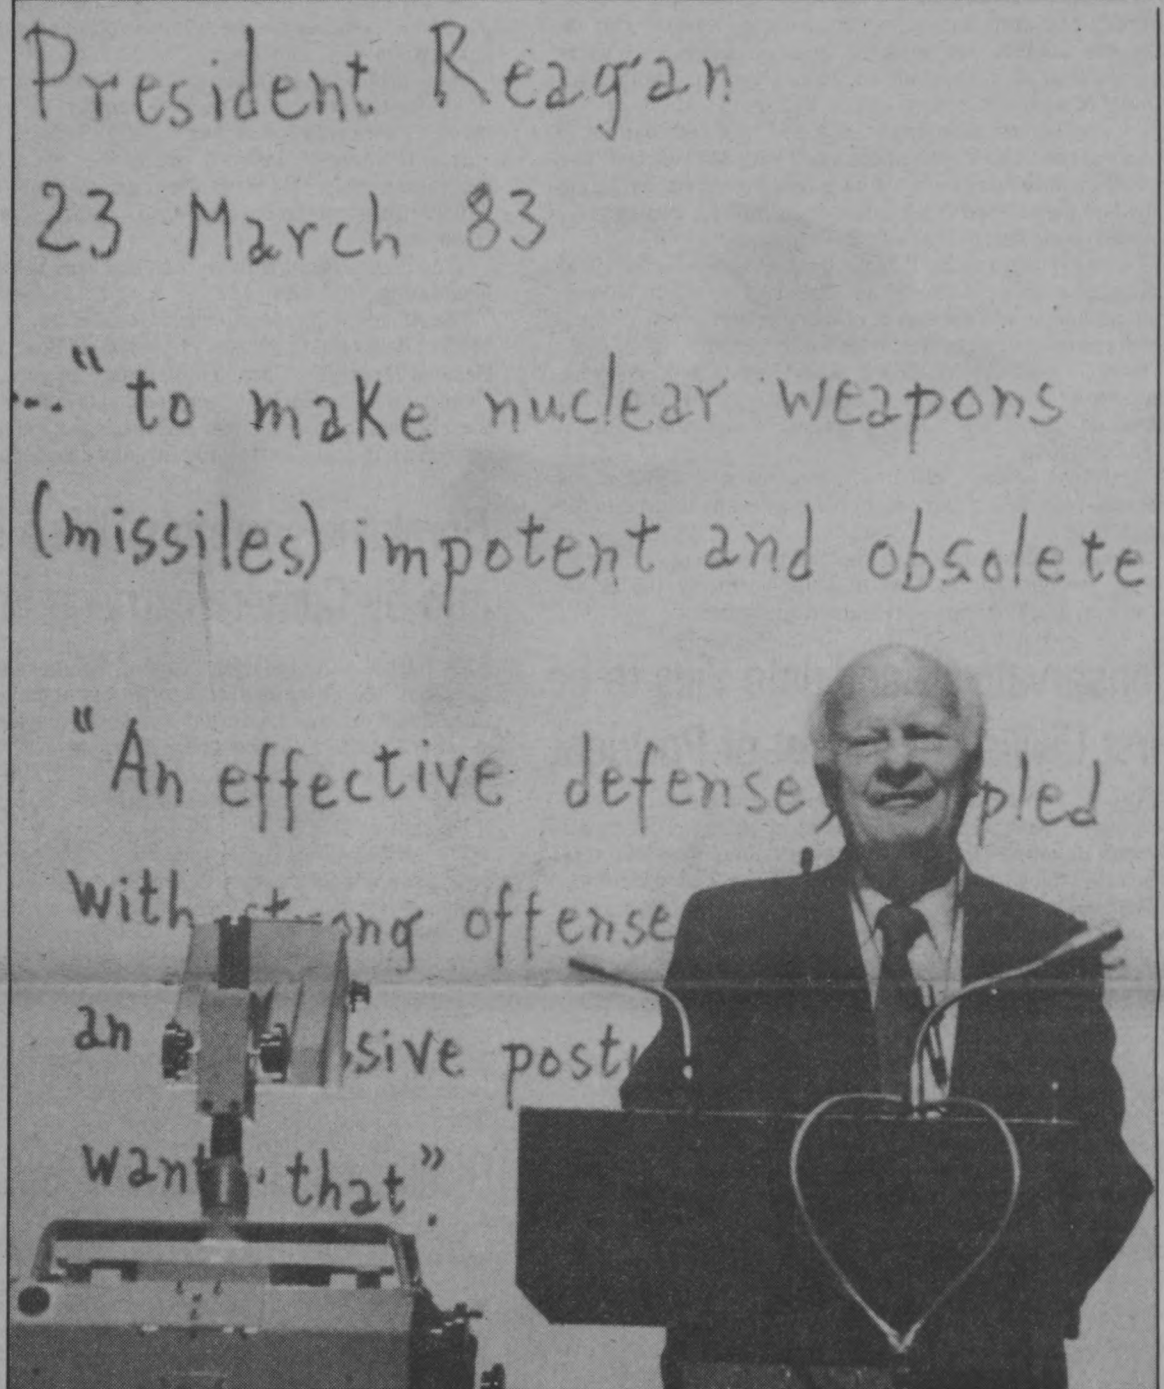 President Reagan
23 March 83
..."to make nuclear weapons
(missiles) impotent and obsolete
"An effective defense,
with offense
an
that".